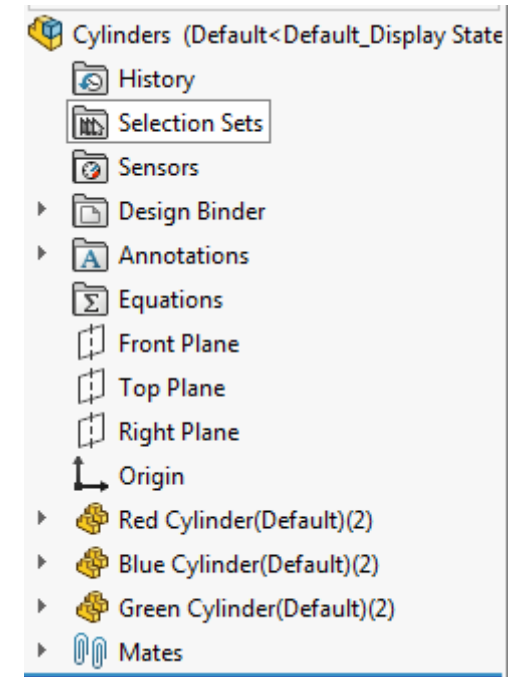 Cylinders (Default<Default_Display State
History
Selection Sets
Sensors
Design Binder
Annotations
Equations
Front Plane
Top Plane
Right Plane
Origin
Red Cylinder(Default)(2)
Blue Cylinder(Default)(2)
Green Cylinder(Default)(2)
Mates